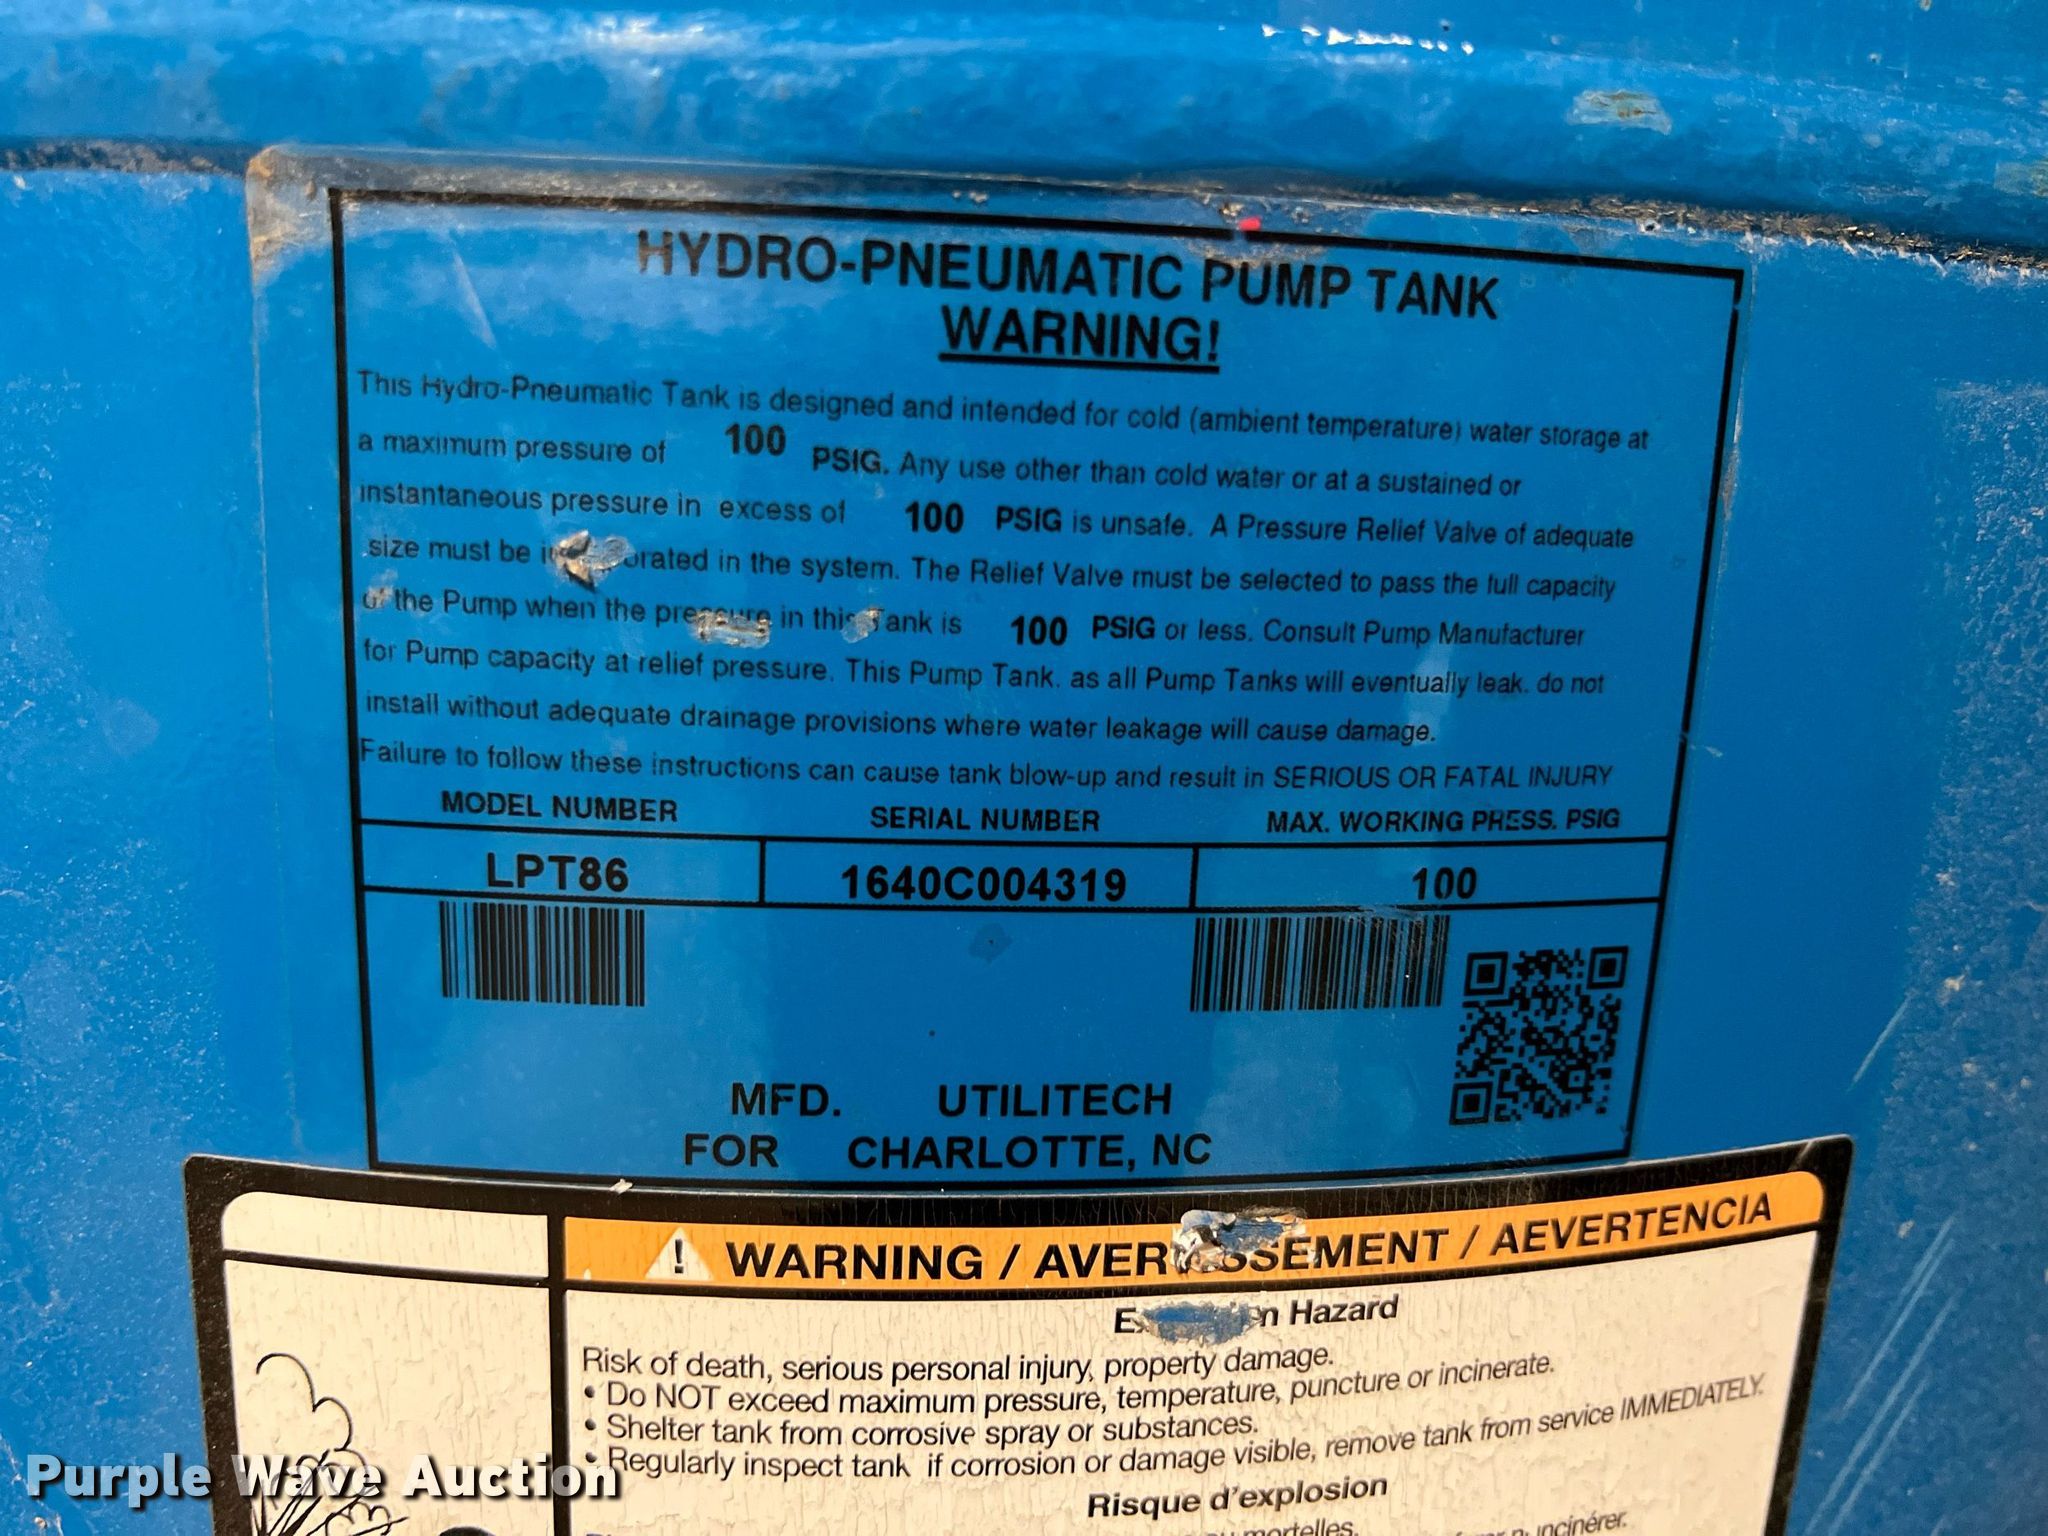 HYDRO-PNEUMATIC PUMP TANK
WARNING!
This Hydro-Pneumatic Tank is designed and intended for cold (ambient temperature) water storage at
a maximum pressure of 100 PSIG. Any use other than cold water or at a sustained or
instantaneous pressure in excess of 100 PSIG is unsafe. A Pressure Relief Valve of adequate
size must be in the system. The Relief Valve must be selected to pass the full capacity
of the Pump when the pressure in this Tank is 100 PSIG or less. Consult Pump Manufacturer
for Pump capacity at relief pressure. This Pump Tank. as all Pump Tanks will eventually leak. do not
install without adequate drainage provisions where water leakage will cause damage.
Failure to follow these instructions can cause tank blow-up and result in SERIOUS OR FATAL INJURY
MODEL NUMBER SERIAL NUMBER MAX. WORKING PRESS. PSIG
LPT86 1640C004319 100
MFD. UTILITECH
FOR CHARLOTTE, NC
! WARNING / / AEVERTENCIA
Hazard
Risk of death, serious personal injury, property damage.
• Do NOT exceed maximum pressure, temperature, puncture or incinerate.
• Shelter tank from corrosive spray or substances.
• Regularly inspect tank if corrosion or damage visible, remove tank from service IMMEDIATELY.
Risque d'explosion
mortelles.
incinérer.
Purple Wave Auction